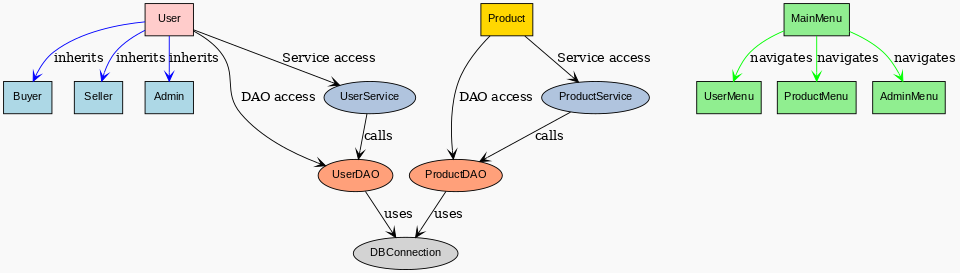 User
Product
MainMenu
inherits
inherits
inherits
Service access
Service access
navigates
navigates
navigates
Buyer
Seller
Admin
DAO access
UserService
DAO access
ProductService
UserMenu
ProductMenu
AdminMenu
calls
calls
UserDAO
ProductDAO
uses
uses
DBConnection